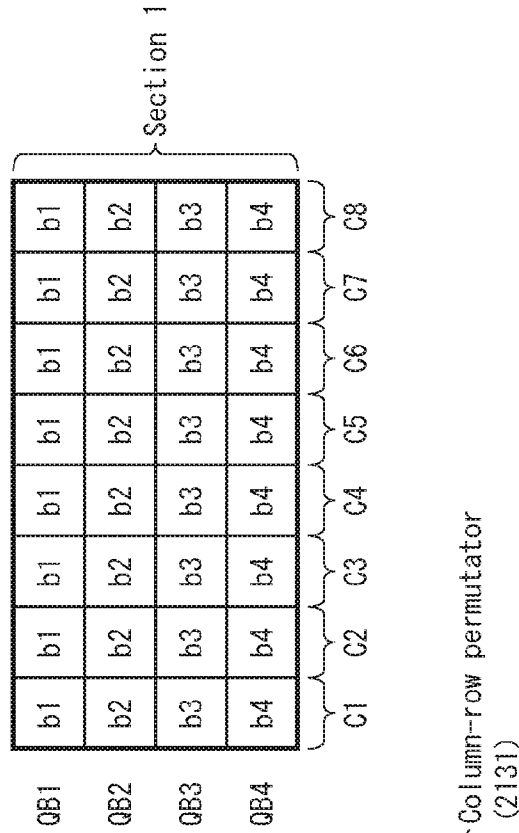 Section 1
QB1 b1 b1 b1 b1 b1 b1 b1 b1
QB2 b2 b2 b2 b2 b2 b2 b2 b2
QB3 b3 b3 b3 b3 b3 b3 b3 b3
QB4 b4 b4 b4 b4 b4 b4 b4 b4
C1 C2 C3 C4 C5 C6 C7 C8
Column-row permutator
(2131)